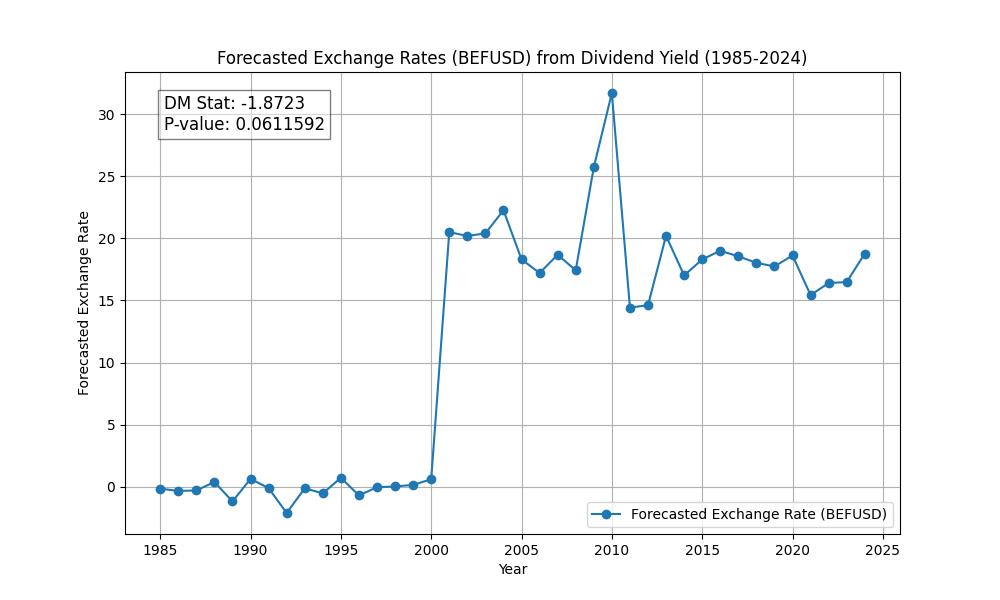 Forecasted Exchange Rates (BEFUSD) from Dividend Yield (1985-2024)
DM Stat: -1.8723
P-value: 0.0611592
Forecasted Exchange Rate
30
25
20
15
10
5
0
Forecasted Exchange Rate (BEFUSD)
1985 1990 1995 2000 2005 2010 2015 2020 2025
Year